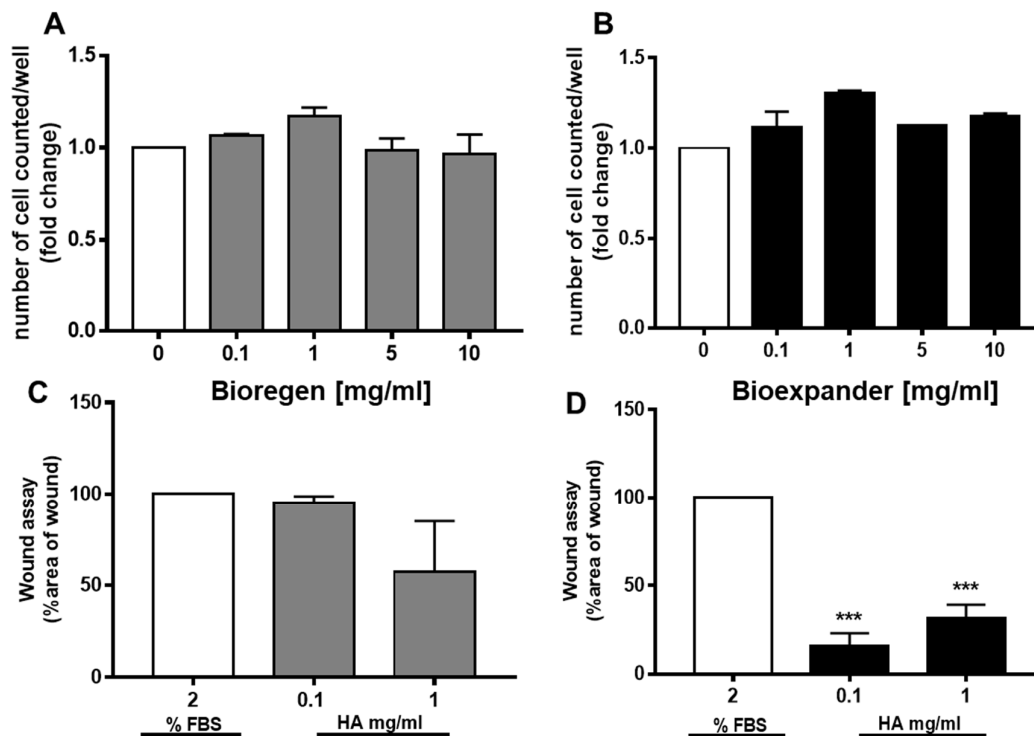 A
number of cell counted/well
(fold change)
1.5
1.0
0.5
0.0
0 0.1 1 5 10
Bioregen [mg/ml]
B
number of cell counted/well
(fold change)
1.5
1.0
0.5
0.0
0 0.1 1 5 10
Bioexpander [mg/ml]
C
Wound assay
(%area of wound)
150
100
50
0
2 0.1 1
% FBS HA mg/ml
D
Wound assay
(%area of wound)
150
100
50
0
*** ***
2 0.1 1
% FBS HA mg/ml